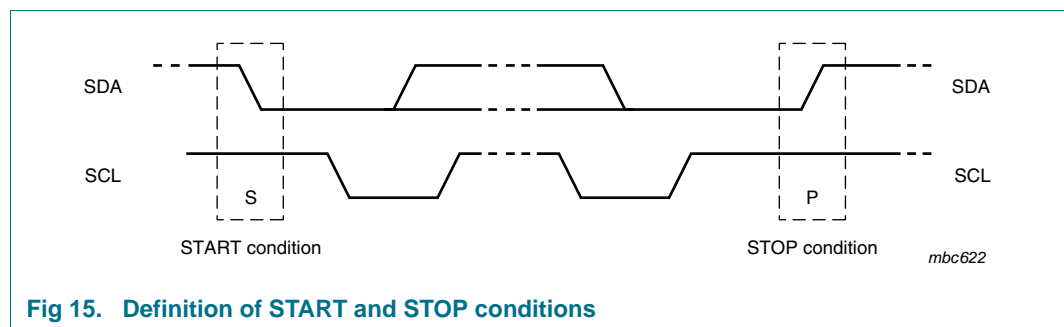 SDA
SDA
SCL
SCL
S
P
START condition
STOP condition
mbc622
Fig 15. Definition of START and STOP conditions